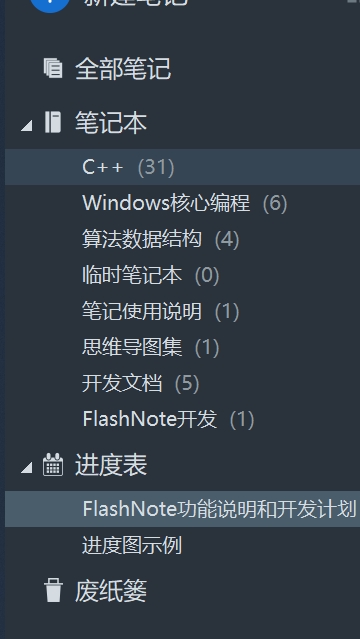 新建笔记
全部笔记
笔记本
C++ (31)
Windows核心编程 (6)
算法数据结构 (4)
临时笔记本 (0)
笔记使用说明 (1)
思维导图集 (1)
开发文档 (5)
FlashNote开发 (1)
进度表
FlashNote功能说明和开发计划
进度图示例
废纸篓